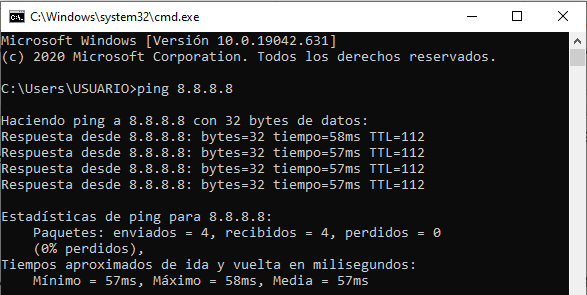 C:\Windows\system32\cmd.exe
Microsoft Windows [Versión 10.0.19042.631]
(c) 2020 Microsoft Corporation. Todos los derechos reservados.
C:\Users\USUARIO>ping 8.8.8.8
Haciendo ping a 8.8.8.8 con 32 bytes de datos:
Respuesta desde 8.8.8.8: bytes=32 tiempo=58ms TTL=112
Respuesta desde 8.8.8.8: bytes=32 tiempo=57ms TTL=112
Respuesta desde 8.8.8.8: bytes=32 tiempo=57ms TTL=112
Respuesta desde 8.8.8.8: bytes=32 tiempo=57ms TTL=112
Estadísticas de ping para 8.8.8.8:
    Paquetes: enviados = 4, recibidos = 4, perdidos = 0
    (0% perdidos),
Tiempos aproximados de ida y vuelta en milisegundos:
    Mínimo = 57ms, Máximo = 58ms, Media = 57ms